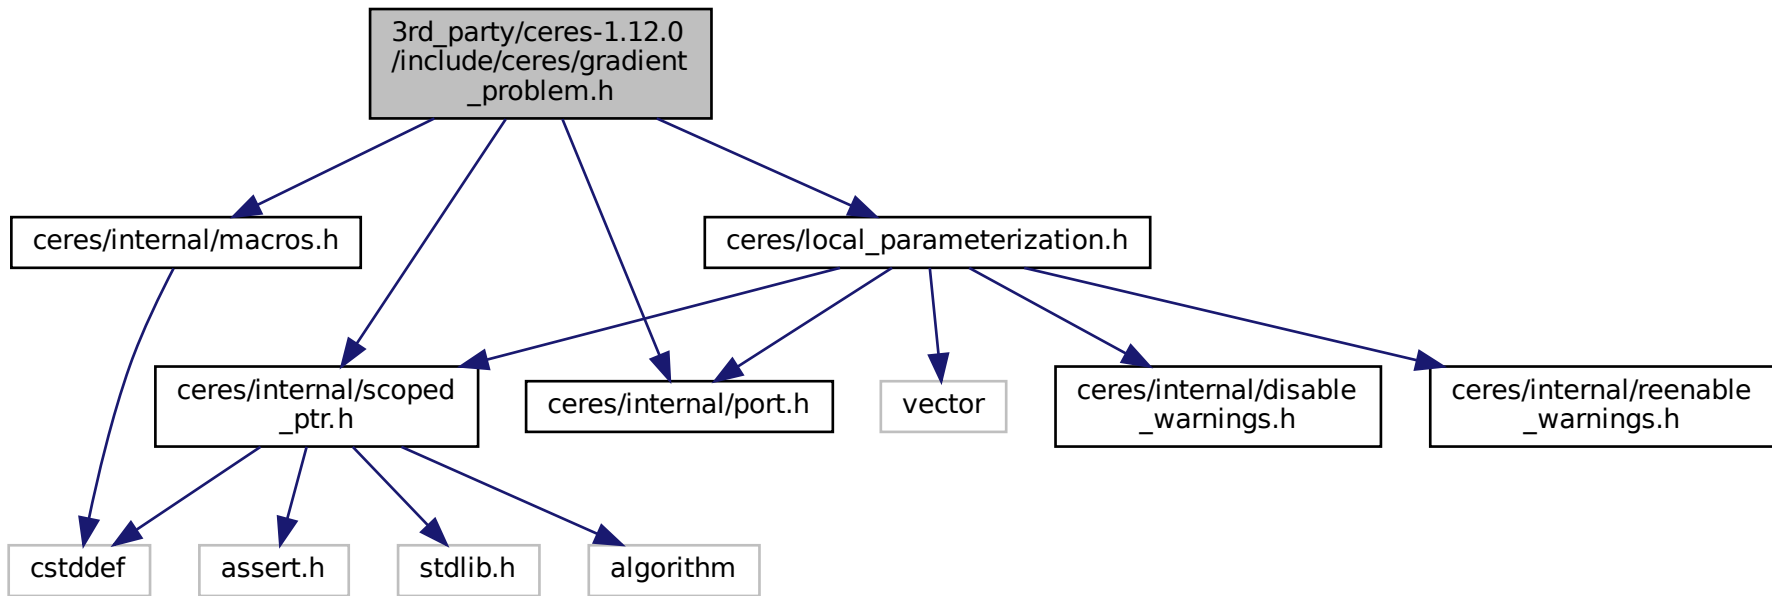 3rd_party/ceres-1.12.0
/include/ceres/gradient
_problem.h
ceres/internal/macros.h
ceres/local_parameterization.h
ceres/internal/scoped
_ptr.h
ceres/internal/port.h
vector
ceres/internal/disable
_warnings.h
ceres/internal/reenable
_warnings.h
cstddef
assert.h
stdlib.h
algorithm